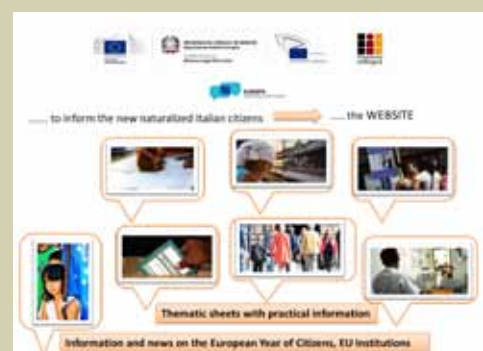 EUROPA
..... to inform the new naturalized Italian citizens
.... the WEBSITE
Thematic sheets with practical information
Information and news on the European Year of Citizens, EU Institutions